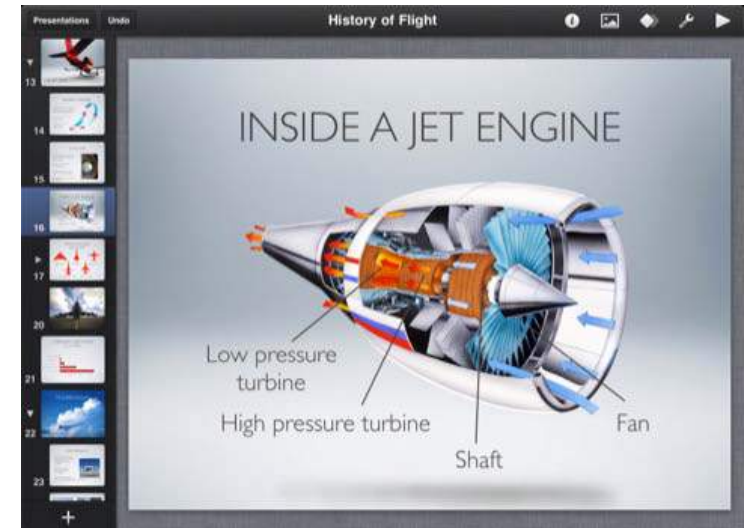 Presentations
Undo
History of Flight
13
14
15
16
17
20
21
22
23
INSIDE A JET ENGINE
Low pressure
turbine
High pressure turbine
Shaft
Fan